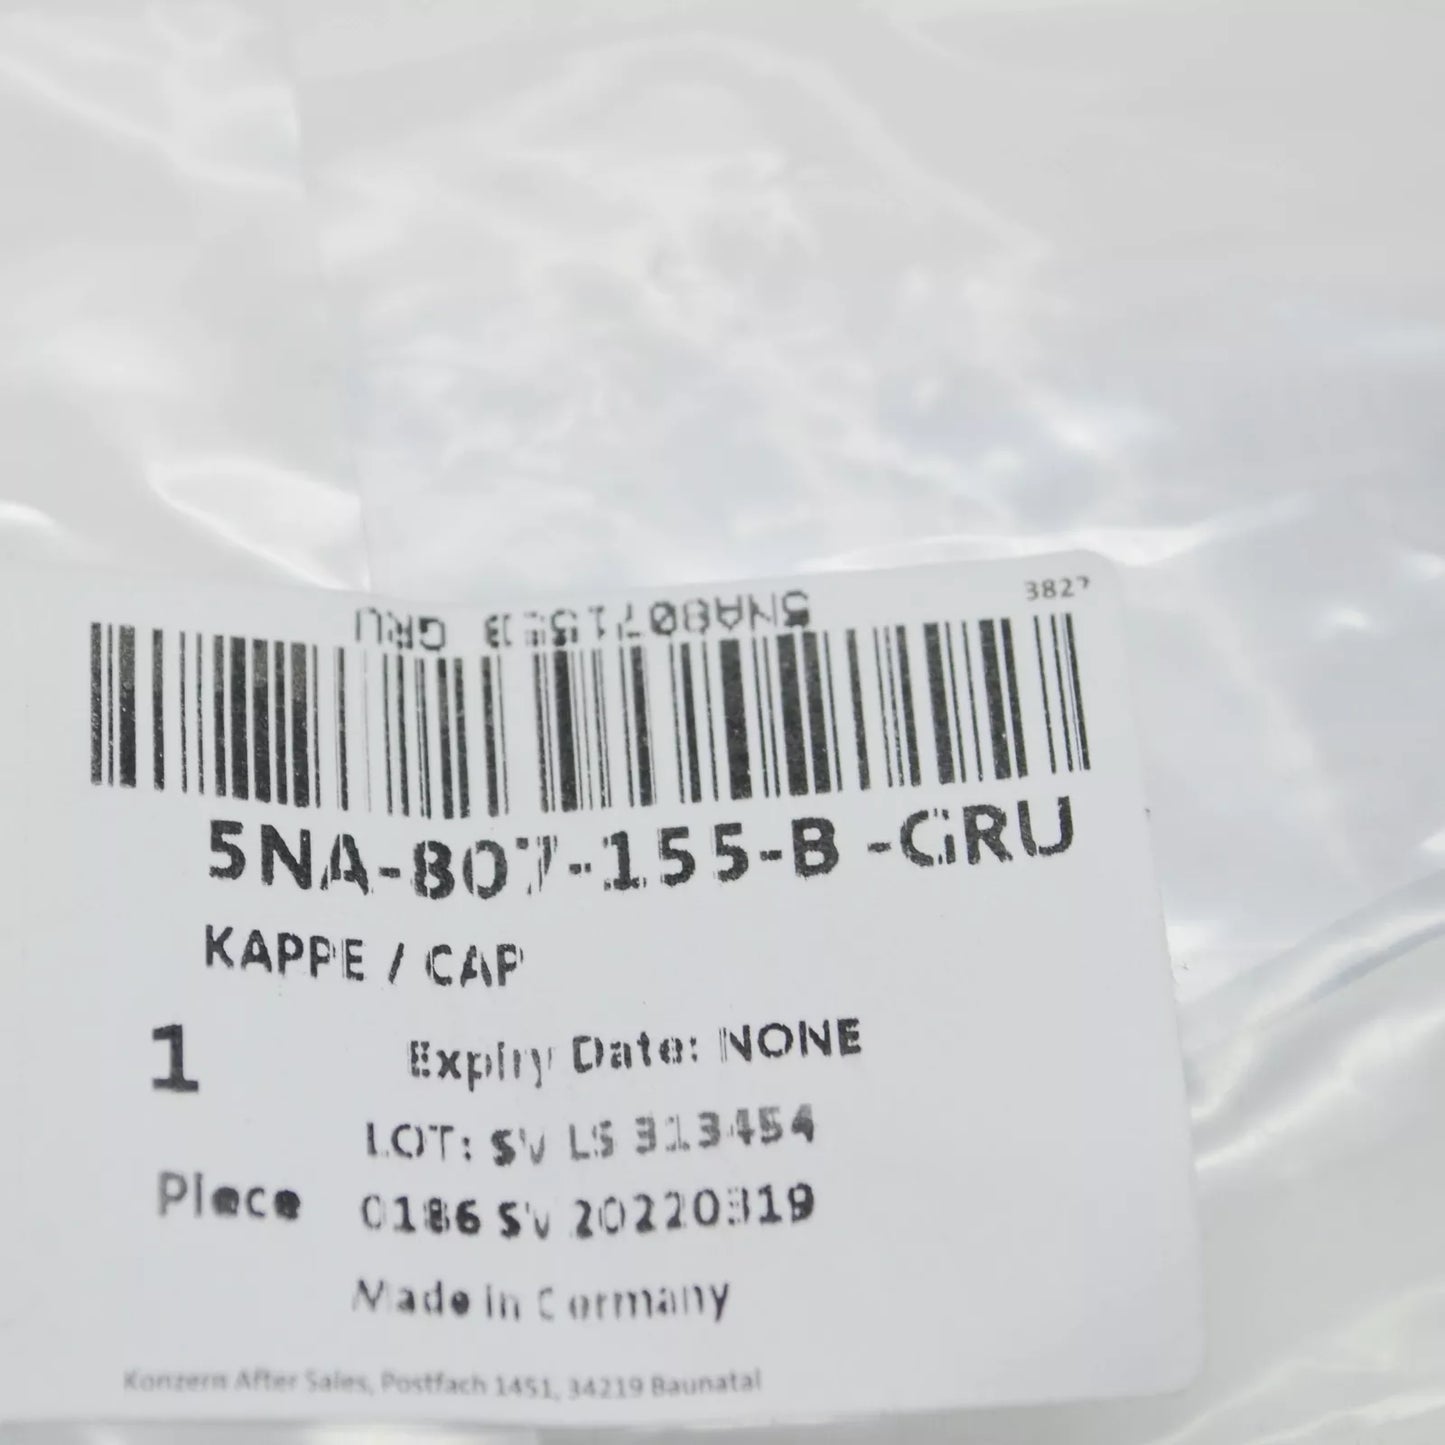 3827
5NA807155B GRU
5NA-807-155-B -GRU
KAPPE / CAP
1
Expiry Date: NONE
LOT: SV LS 313454
Piece
0186 SV 20220319
Made in Germany
Konzern After Sales, Postfach 1451, 34219 Baunatal